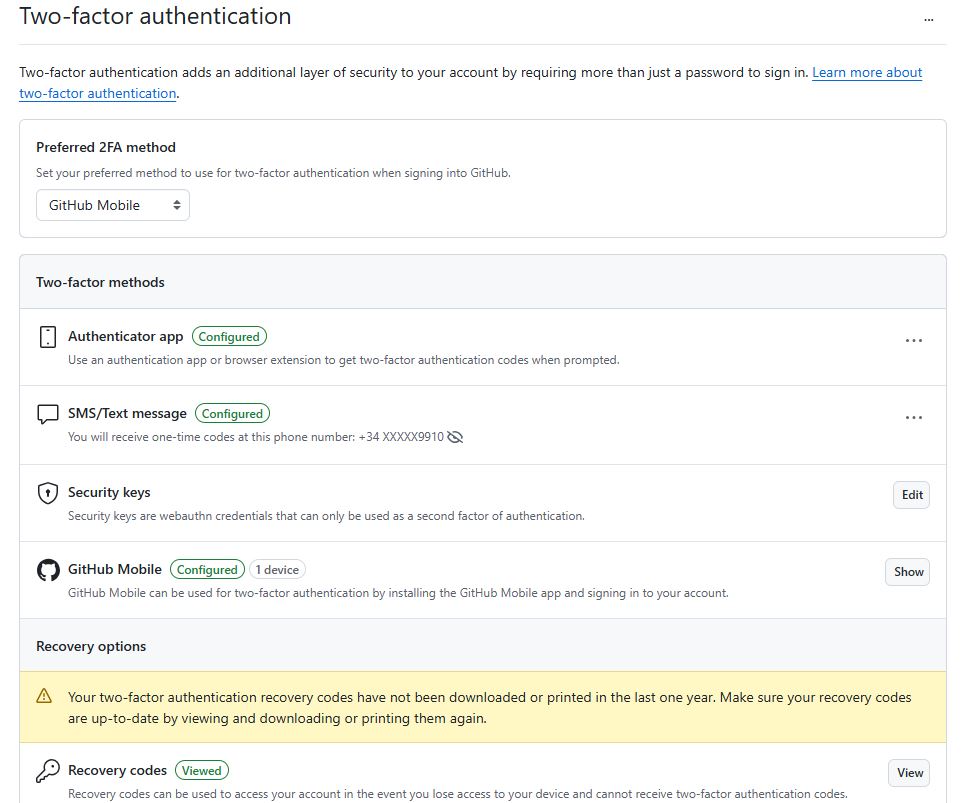 Two-factor authentication
...
Two-factor authentication adds an additional layer of security to your account by requiring more than just a password to sign in. Learn more about
two-factor authentication.
Preferred 2FA method
Set your preferred method to use for two-factor authentication when signing into GitHub.
GitHub Mobile
Two-factor methods
Authenticator app Configured
...
Use an authentication app or browser extension to get two-factor authentication codes when prompted.
SMS/Text message Configured
...
You will receive one-time codes at this phone number: +34 XXXXX9910
Security keys
Edit
Security keys are webauthn credentials that can only be used as a second factor of authentication.
GitHub Mobile Configured 1 device
Show
GitHub Mobile can be used for two-factor authentication by installing the GitHub Mobile app and signing in to your account.
Recovery options
Your two-factor authentication recovery codes have not been downloaded or printed in the last one year. Make sure your recovery codes
are up-to-date by viewing and downloading or printing them again.
Recovery codes Viewed
View
Recovery codes can be used to access your account in the event you lose access to your device and cannot receive two-factor authentication codes.